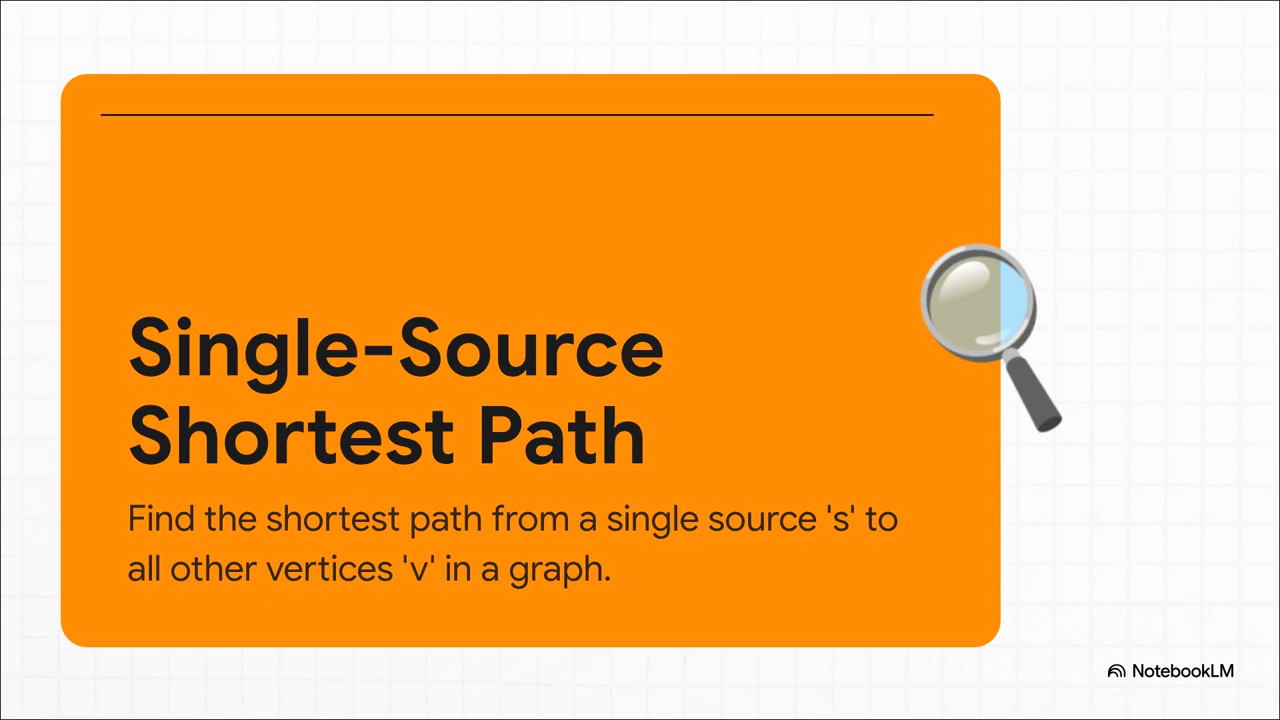 Single-Source
Shortest Path
Find the shortest path from a single source 's' to
all other vertices 'v' in a graph.
NotebookLM